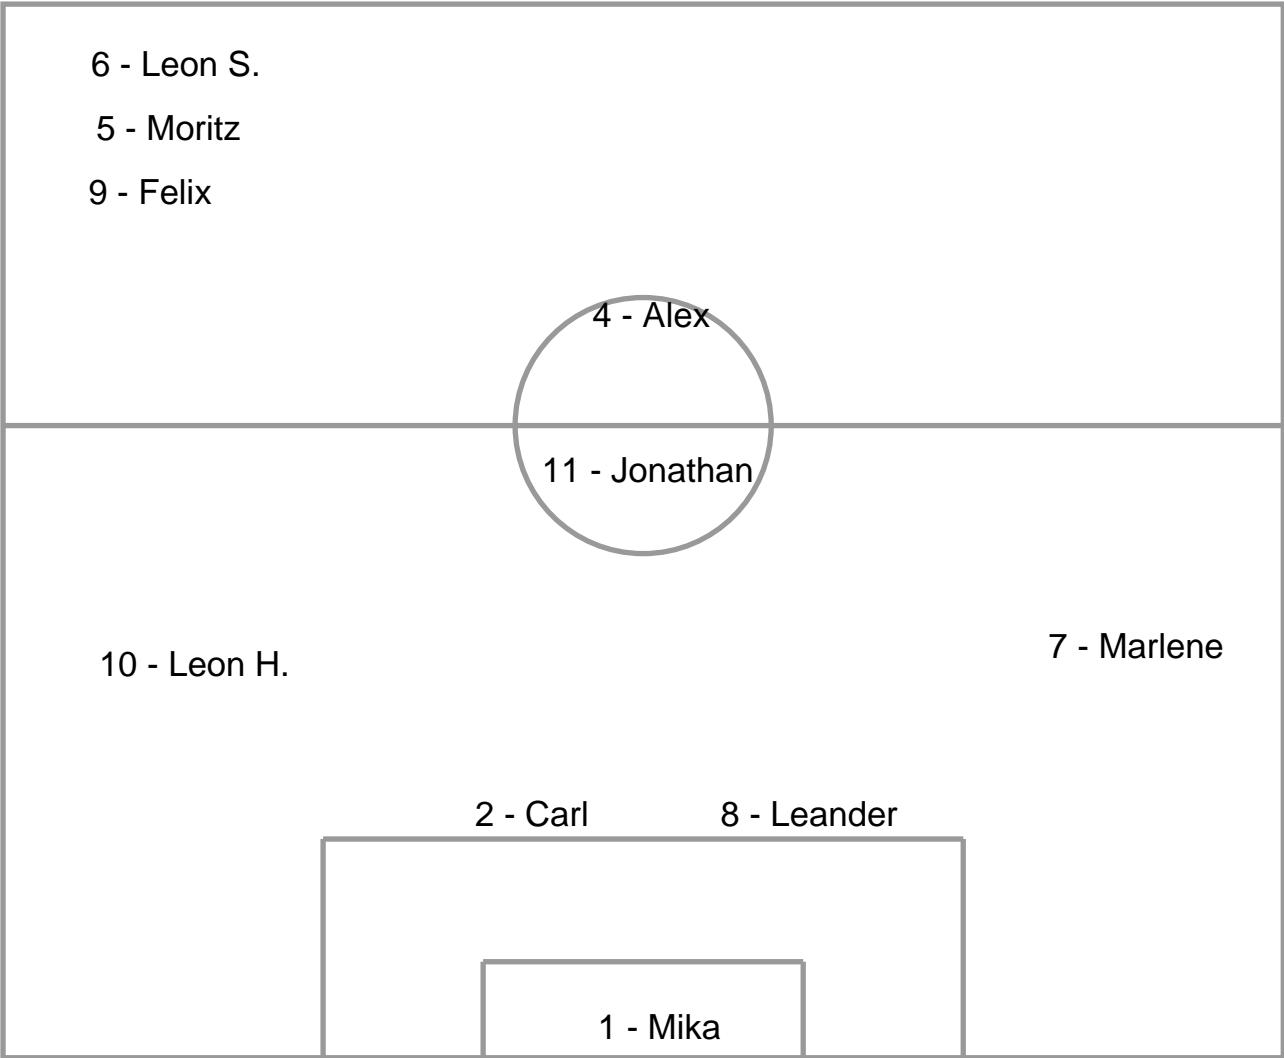 6 - Leon S.
5 - Moritz
9 - Felix
4 - Alex
11 - Jonathan
7 - Marlene
10 - Leon H.
2 - Carl
8 - Leander
1 - Mika